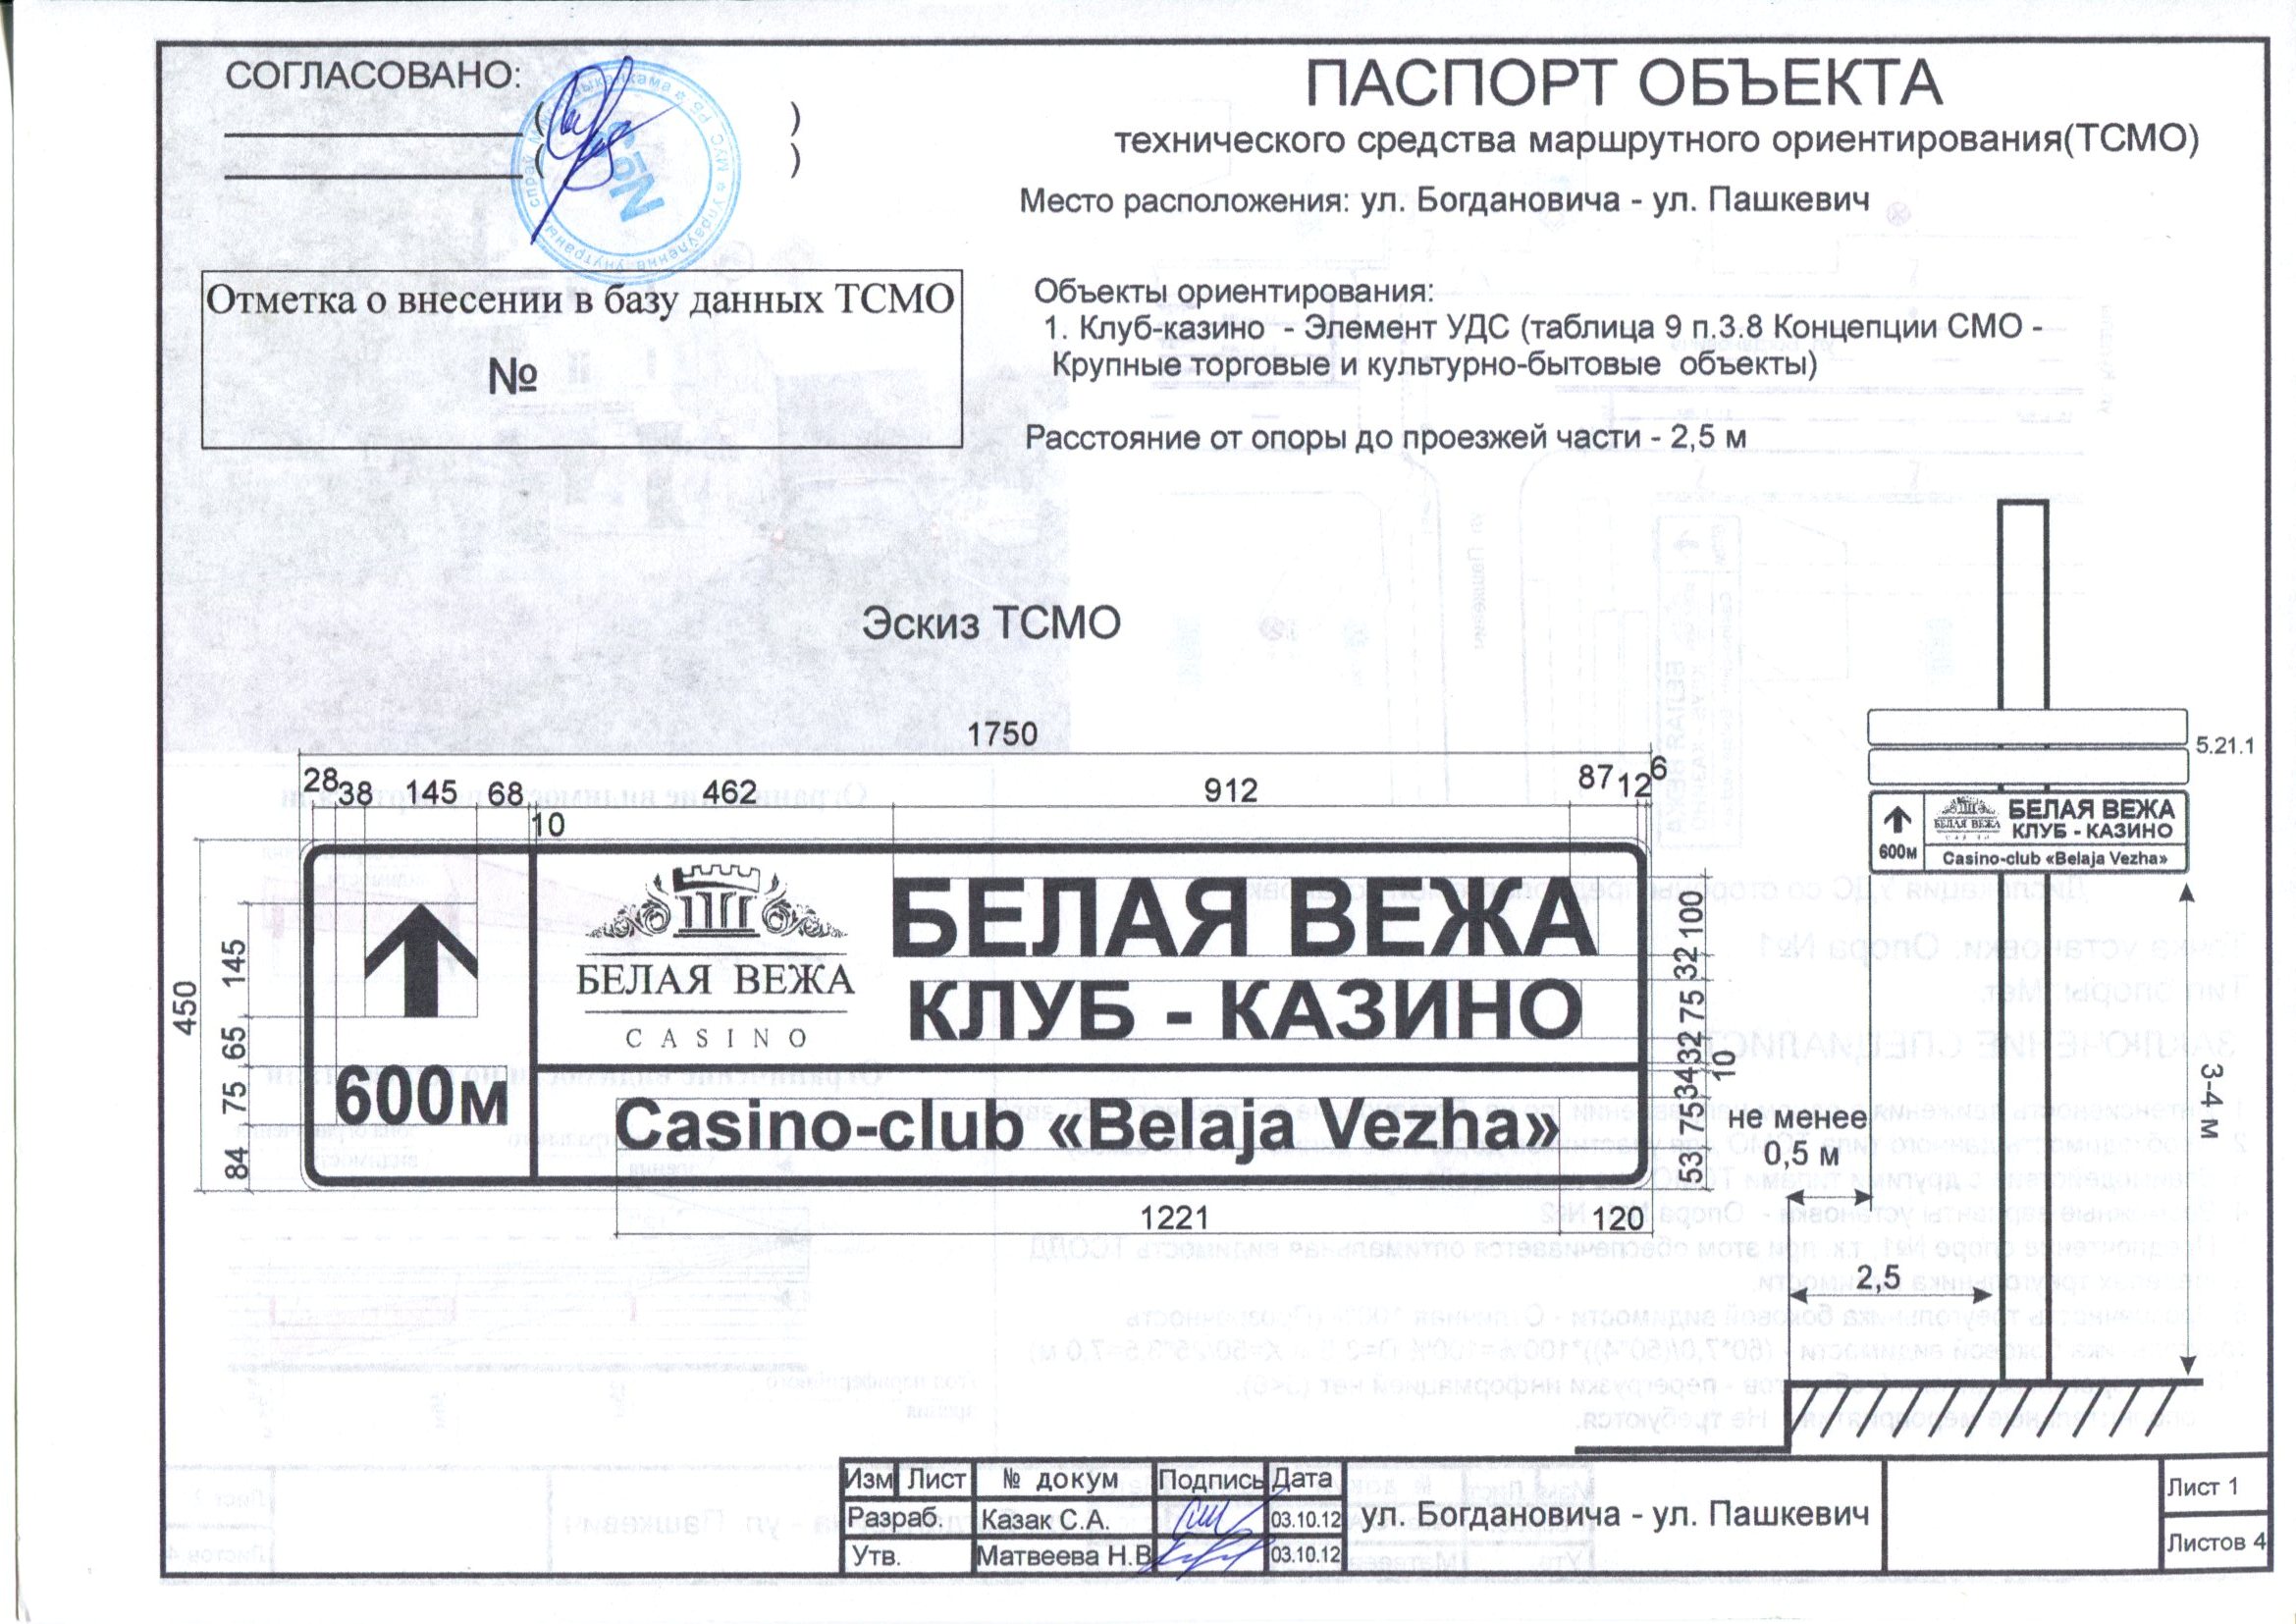 СОГЛАСОВАНО:
( )
( )
№3
ПАСПОРТ ОБЪЕКТА
технического средства маршрутного ориентирования(ТСМО)
Место расположения: ул. Богдановича - ул. Пашкевич
Отметка о внесении в базу данных ТСМО
№
Объекты ориентирования:
1. Клуб-казино - Элемент УДС (таблица 9 п.3.8 Концепции СМО -
Крупные торговые и культурно-бытовые объекты)
Расстояние от опоры до проезжей части - 2,5 м
Эскиз ТСМО
1750
28 38 145 68 10 462 912 87 12 6
450
145
65
75
84
600м
БЕЛАЯ ВЕЖА
CASINO
БЕЛАЯ ВЕЖА
КЛУБ - КАЗИНО
Casino-club «Belaja Vezha»
100
32
75
32
10
34
75
53
1221 120
5.21.1
600м
БЕЛАЯ ВЕЖА
БЕЛАЯ ВЕЖА
КЛУБ - КАЗИНО
Casino-club «Belaja Vezha»
3-4 м
не менее
0,5 м
2,5
Изм Лист № докум Подпись Дата
Разраб. Казак С.А. 03.10.12
Утв. Матвеева Н.В 03.10.12
ул. Богдановича - ул. Пашкевич
Лист 1
Листов 4